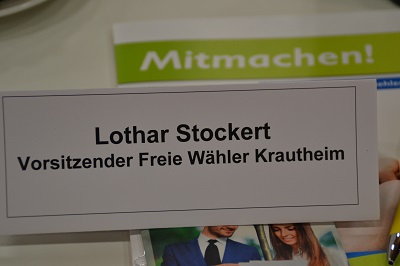 Mitmachen!
Lothar Stockert
Vorsitzender Freie Wähler Krautheim